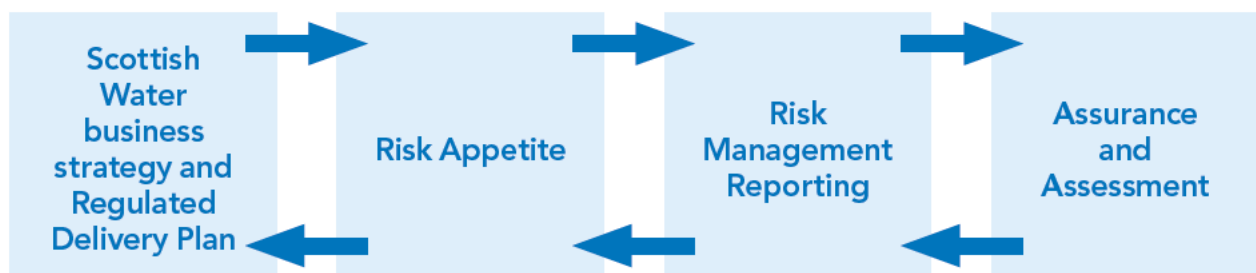 Scottish
Water
business
strategy and
Regulated
Delivery Plan
Risk Appetite
Risk
Management
Reporting
Assurance
and
Assessment